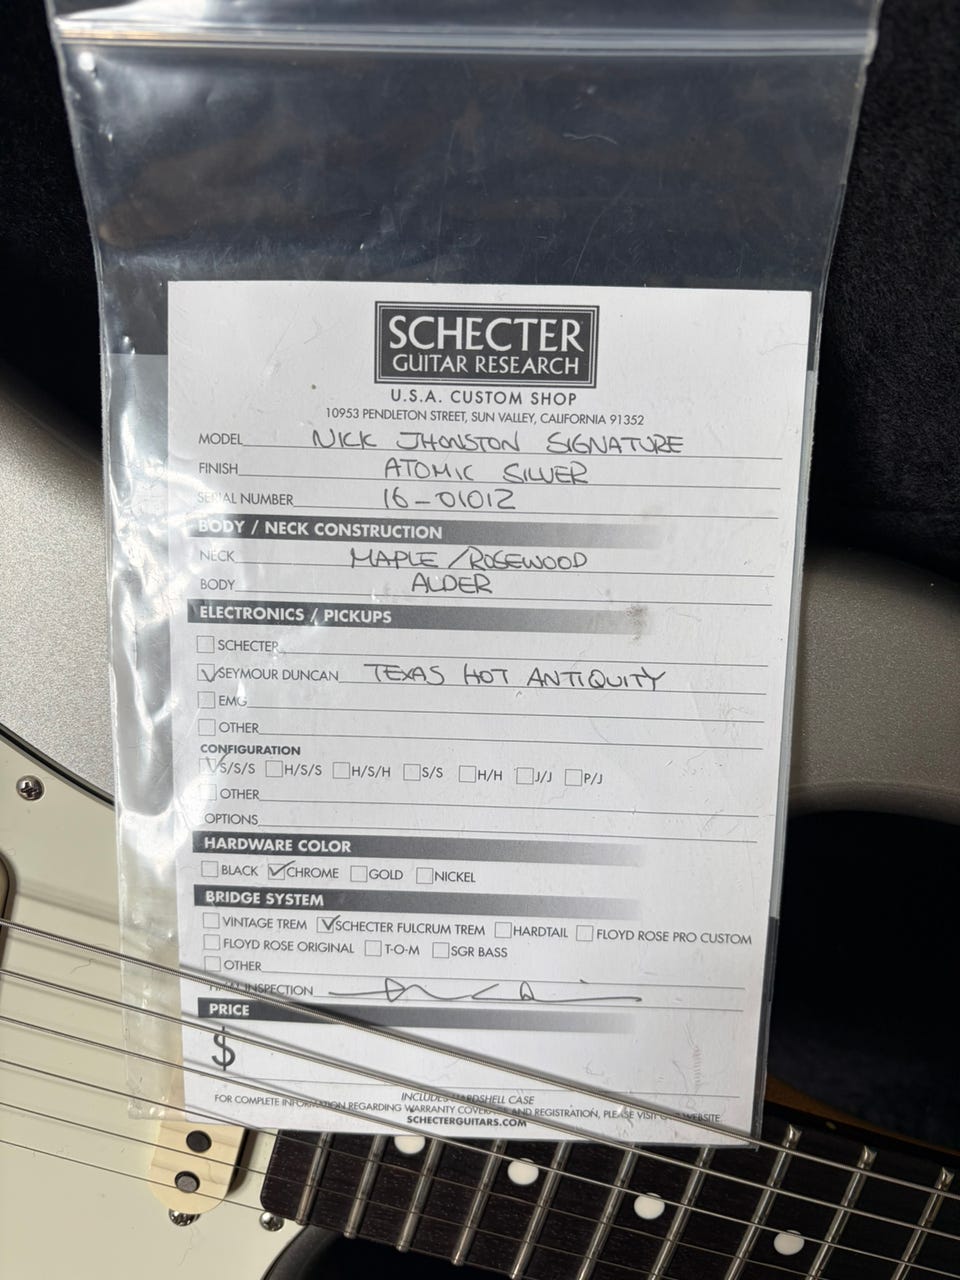 SCHECTER
GUITAR RESEARCH
U.S.A. CUSTOM SHOP
10953 PENDLETON STREET, SUN VALLEY, CALIFORNIA 91352
MODEL NICK JHONSTON SIGNATURE
FINISH ATOMIC SILVER
SERIAL NUMBER 16-01012
BODY / NECK CONSTRUCTION
NECK MAPLE/ROSEWOOD
BODY ALDER
ELECTRONICS / PICKUPS
SCHECTER
SEYMOUR DUNCAN TEXAS HOT ANTIQUITY
EMG
OTHER
CONFIGURATION
S/S/S H/S/S H/S/H S/S H/H J/J P/J
OTHER
OPTIONS
HARDWARE COLOR
BLACK CHROME GOLD NICKEL
BRIDGE SYSTEM
VINTAGE TREM SCHECTER FULCRUM TREM HARDTAIL FLOYD ROSE PRO CUSTOM
FLOYD ROSE ORIGINAL T-O-M SGR BASS
OTHER
FINAL INSPECTION
PRICE
$
INCLUDES HARDSHELL CASE
FOR COMPLETE INFORMATION REGARDING WARRANTY COVERAGE AND REGISTRATION, PLEASE VISIT OUR WEBSITE.
SCHECTERGUITARS.COM